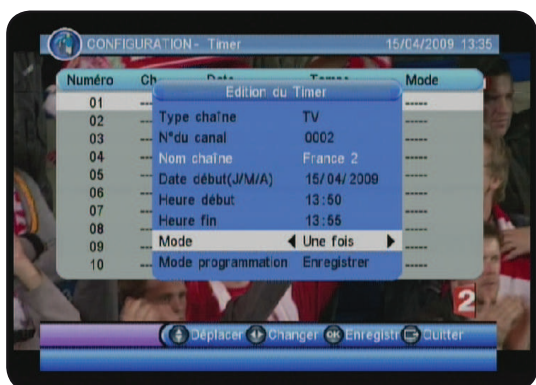 CONFIGURATION - Timer 15/04/2009 13:35
Numéro Ch Date Temps Mode
Edition du Timer
01 ---
02 --- Type chaîne TV -----
03 --- N°du canal 0002 -----
04 --- Nom chaîne France 2 -----
05 --- Date début(J/M/A) 15/04/2009 -----
06 --- Heure début 13:50 -----
07 --- Heure fin 13:55 -----
08 ---
09 --- Mode Une fois -----
10 --- Mode programmation Enregistrer -----
2
Déplacer Changer OK Enregistr Quitter